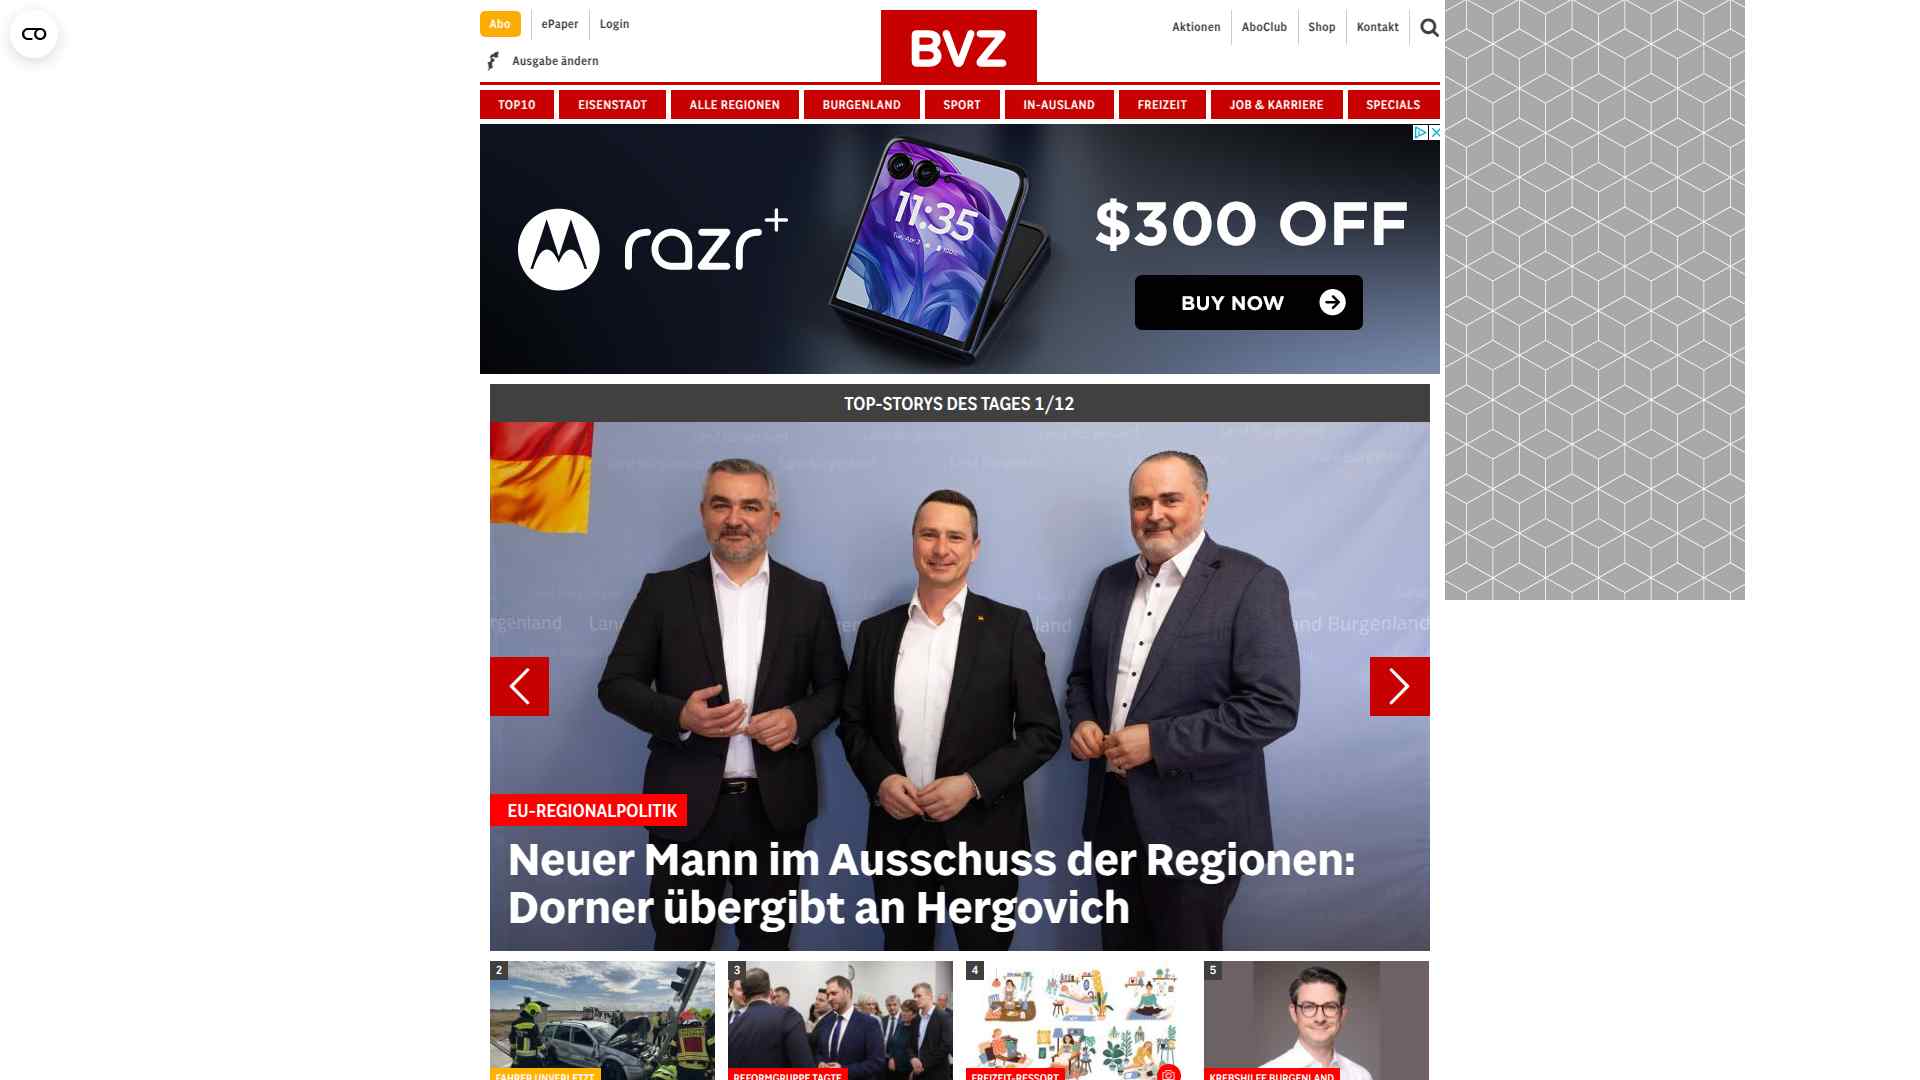 Abo
ePaper
Login
Ausgabe ändern
BVZ
Aktionen
AboClub
Shop
Kontakt
TOP10
EISENSTADT
ALLE REGIONEN
BURGENLAND
SPORT
IN-AUSLAND
FREIZEIT
JOB & KARRIERE
SPECIALS
razr+
11:35
$300 OFF
BUY NOW
TOP-STORYS DES TAGES 1/12
Land Burgenland
EU-REGIONALPOLITIK
Neuer Mann im Ausschuss der Regionen:
Dorner übergibt an Hergovich
2
3
4
5
FAHRER UNVERLETZT
REFORMGRUPPE TAGTE
FREIZEIT-RESSORT
KREBSHILFE BURGENLAND